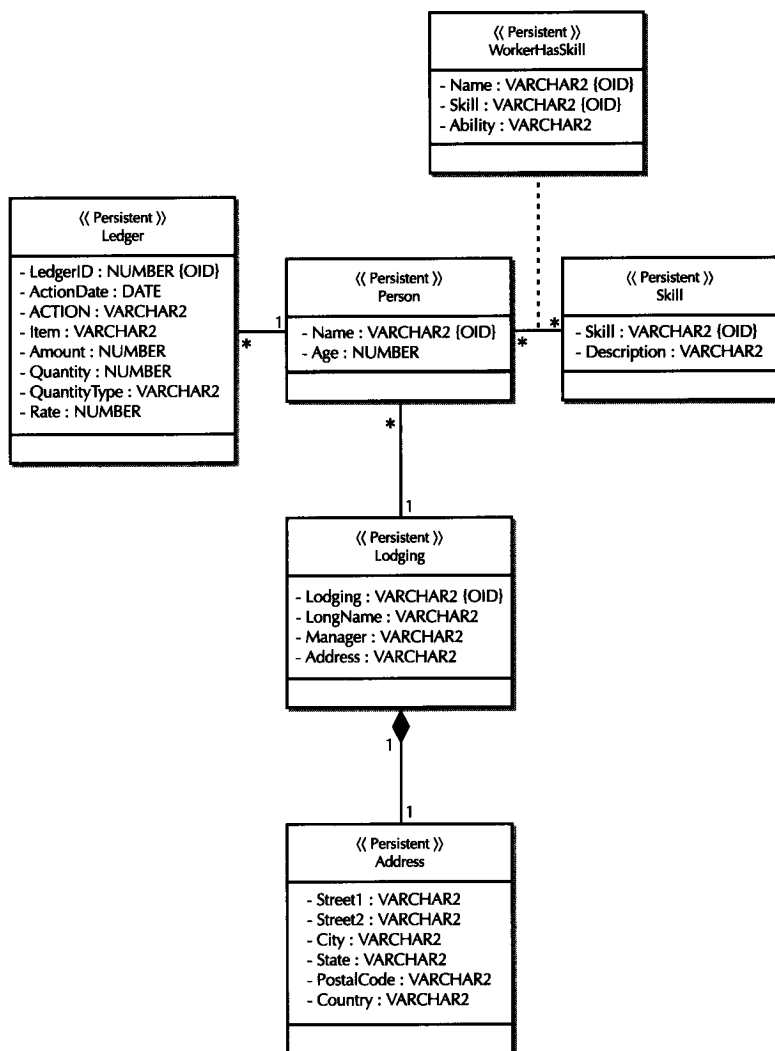 ⟨⟨ Persistent ⟩⟩
WorkerHasSkill
- Name : VARCHAR2 {OID}
- Skill : VARCHAR2 {OID}
- Ability : VARCHAR2
⟨⟨ Persistent ⟩⟩
Ledger
- LedgerID : NUMBER {OID}
- ActionDate : DATE
- ACTION : VARCHAR2
- Item : VARCHAR2
- Amount : NUMBER
- Quantity : NUMBER
- QuantityType : VARCHAR2
- Rate : NUMBER
*
1
⟨⟨ Persistent ⟩⟩
Person
- Name : VARCHAR2 {OID}
- Age : NUMBER
*
*
⟨⟨ Persistent ⟩⟩
Skill
- Skill : VARCHAR2 {OID}
- Description : VARCHAR2
*
1
⟨⟨ Persistent ⟩⟩
Lodging
- Lodging : VARCHAR2 {OID}
- LongName : VARCHAR2
- Manager : VARCHAR2
- Address : VARCHAR2
1
1
⟨⟨ Persistent ⟩⟩
Address
- Street1 : VARCHAR2
- Street2 : VARCHAR2
- City : VARCHAR2
- State : VARCHAR2
- PostalCode : VARCHAR2
- Country : VARCHAR2